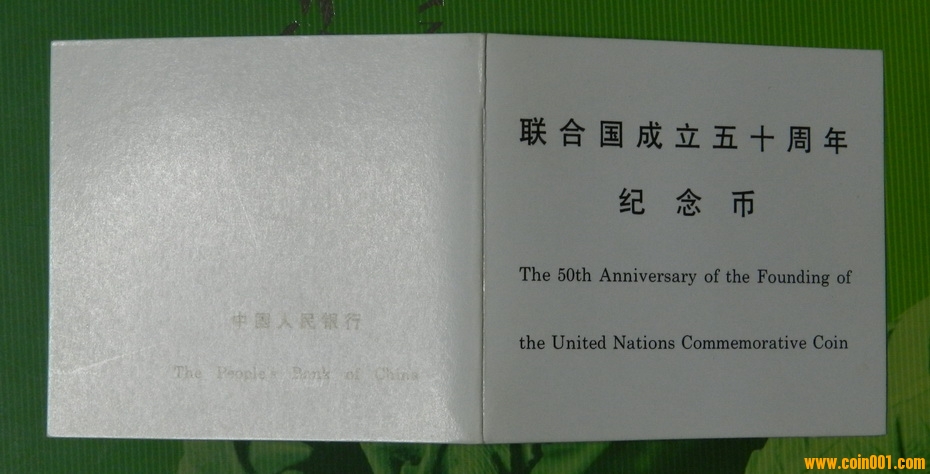 中国人民银行
The People's Bank of China
联合国成立五十周年
纪念币
The 50th Anniversary of the Founding of
the United Nations Commemorative Coin
www.coin001.com